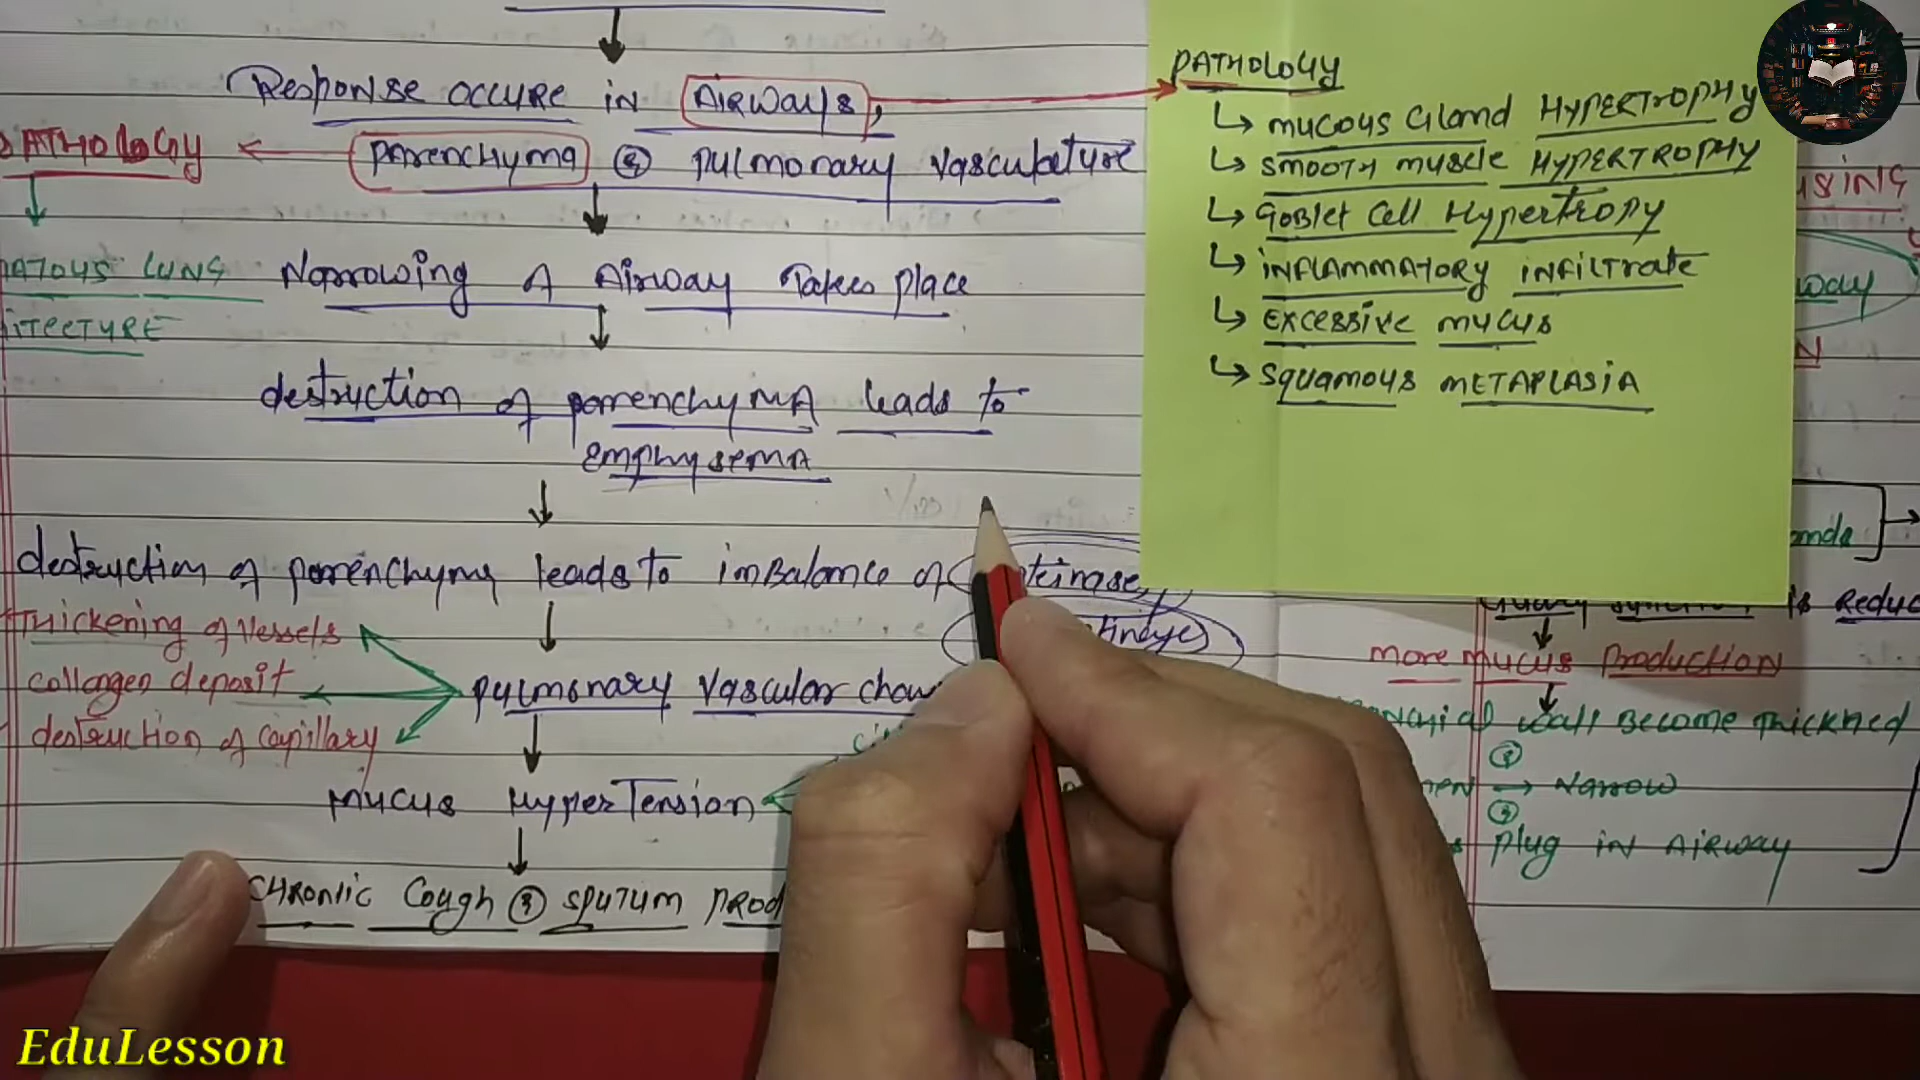 Response occure in Airways,
PATHOLOGY
Parenchyma & pulmonary vasculature
LUNG
Narrowing of Airway Takes place
destruction of parenchymA leads to
EmphysemA
destruction of parenchyma leads to imbalance of
Thickening of Vessels
collagen deposit
destruction of capillary
pulmonary Vascular
Mucus HyperTension
CHRONIC Cough & SPUTUM
PATHOLOGY
↳ mucous Gland HYPERTROPHY
↳ smooth muscle HYPERTROPHY
↳ Goblet Cell HyperTropy
↳ iNFLAMMATORY iNFiLTrate
↳ Excessive mucus
↳ Squamous METAPLASIA
is
More Mucus Production
wall Become Thickned
→ Narrow
Plug in Airway
EduLesson